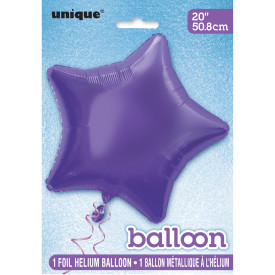 unique®
20"
50.8cm
balloon
1 FOIL HELIUM BALLOON • 1 BALLON MÉTALLIQUE À L'HÉLIUM